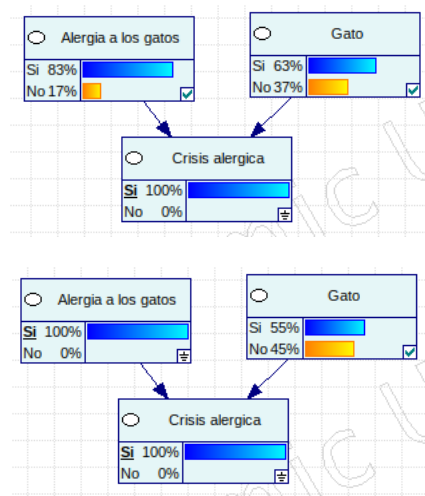 Alergia a los gatos
Si 83%
No 17%
Gato
Si 63%
No 37%
Crisis alergica
Si 100%
No 0%
Alergia a los gatos
Si 100%
No 0%
Gato
Si 55%
No 45%
Crisis alergica
Si 100%
No 0%